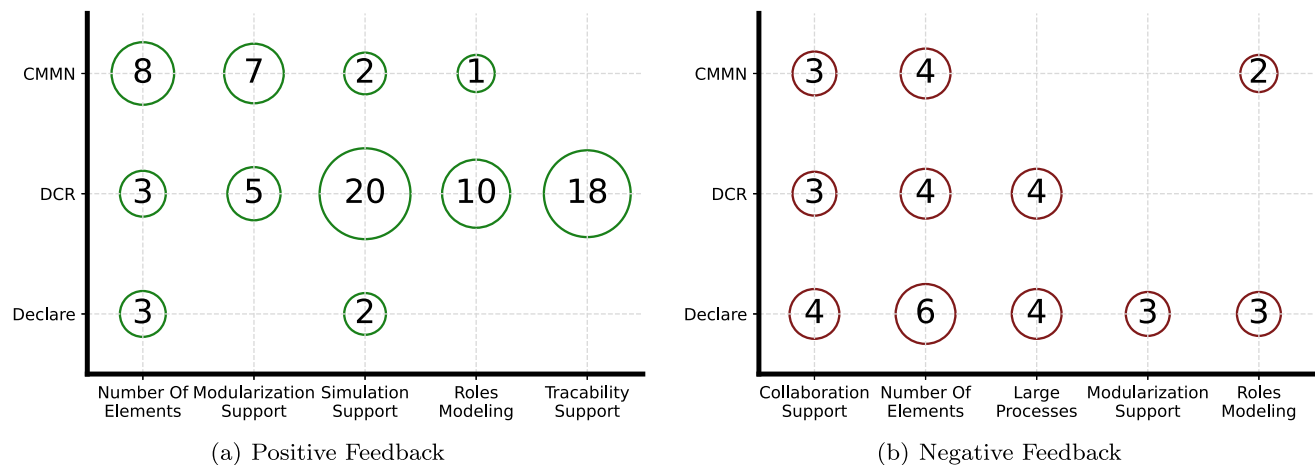 CMMN
8
7
2
1
DCR
3
5
20
10
18
Declare
3
2
Number Of
Elements
Modularization
Support
Simulation
Support
Roles
Modeling
Tracability
Support
(a) Positive Feedback
CMMN
3
4
2
DCR
3
4
4
Declare
4
6
4
3
3
Collaboration
Support
Number Of
Elements
Large
Processes
Modularization
Support
Roles
Modeling
(b) Negative Feedback